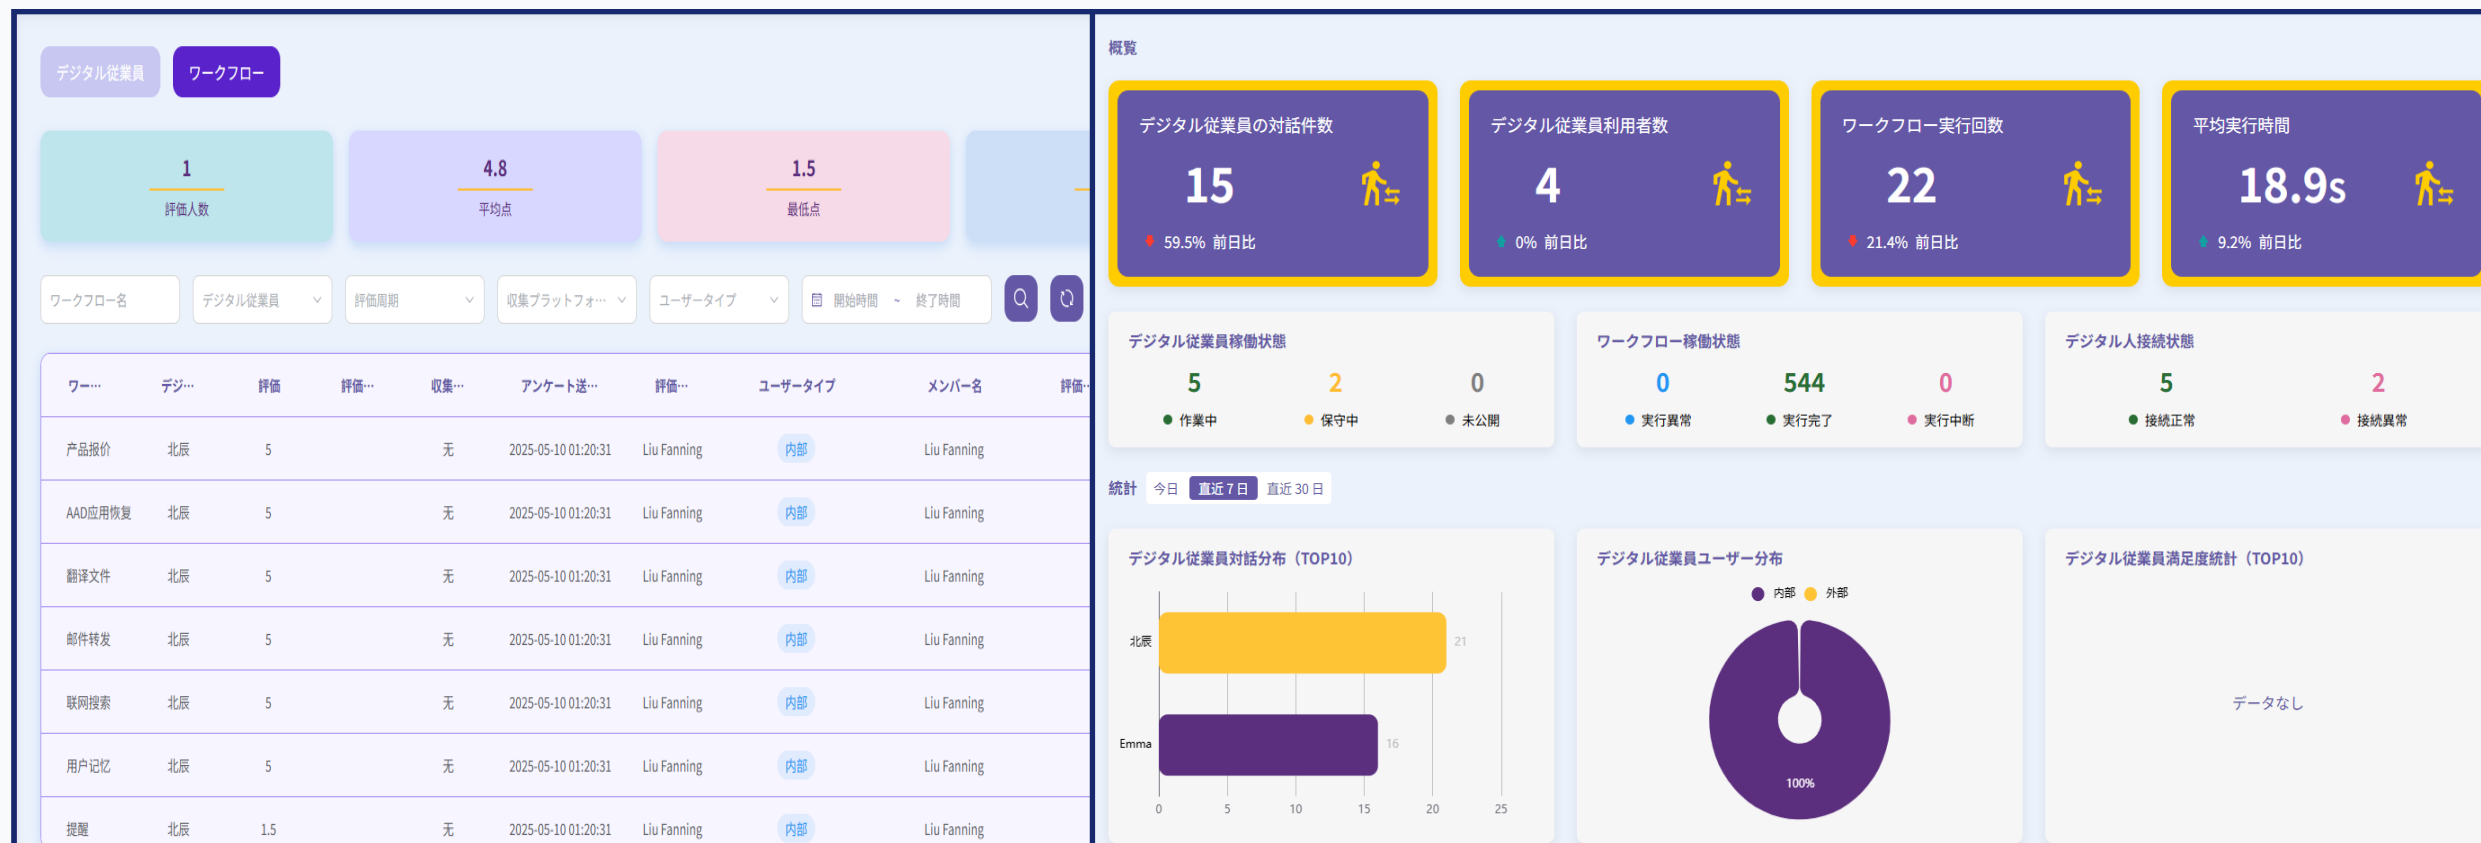 デジタル従業員 ワークフロー
1
評価人数
4.8
平均点
1.5
最低点
ワークフロー名 デジタル従業員 評価周期 収集プラットフォ… ユーザータイプ 開始時間 ~ 終了時間
ワー… デジ… 評価 評価… 収集… アンケート送… 評価… ユーザータイプ メンバー名 評価…
产品报价 北辰 5 无 2025-05-10 01:20:31 Liu Fanning 内部 Liu Fanning
AAD应用恢复 北辰 5 无 2025-05-10 01:20:31 Liu Fanning 内部 Liu Fanning
翻译文件 北辰 5 无 2025-05-10 01:20:31 Liu Fanning 内部 Liu Fanning
邮件转发 北辰 5 无 2025-05-10 01:20:31 Liu Fanning 内部 Liu Fanning
联网搜索 北辰 5 无 2025-05-10 01:20:31 Liu Fanning 内部 Liu Fanning
用户记忆 北辰 5 无 2025-05-10 01:20:31 Liu Fanning 内部 Liu Fanning
提醒 北辰 1.5 无 2025-05-10 01:20:31 Liu Fanning 内部 Liu Fanning
概覧
デジタル従業員の対話件数
15
59.5% 前日比
デジタル従業員利用者数
4
0% 前日比
ワークフロー実行回数
22
21.4% 前日比
平均実行時間
18.9s
9.2% 前日比
デジタル従業員稼働状態
5 2 0
作業中 保守中 未公開
ワークフロー稼働状態
0 544 0
実行異常 実行完了 実行中断
デジタル人接続状態
5 2
接続正常 接続異常
統計 今日 直近 7 日 直近 30 日
デジタル従業員対話分布（TOP10）
北辰 21
Emma 16
0 5 10 15 20 25
デジタル従業員ユーザー分布
内部 外部
100%
デジタル従業員満足度統計（TOP10）
データなし